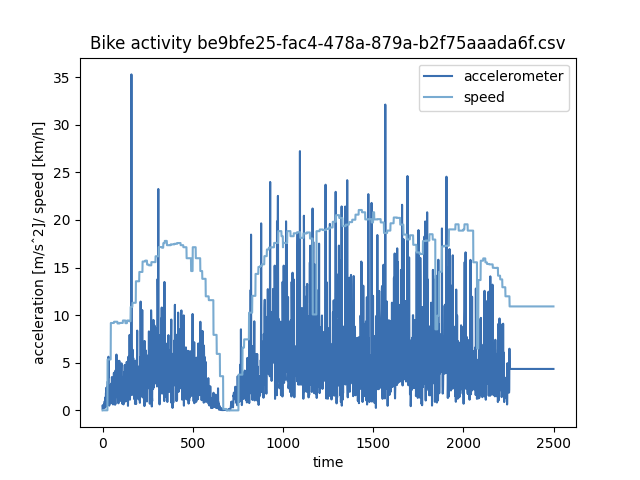 Bike activity be9bfe25-fac4-478a-879a-b2f75aaada6f.csv
accelerometer
speed
acceleration [m/s^2]/ speed [km/h]
35
30
25
20
15
10
5
0
0 500 1000 1500 2000 2500
time